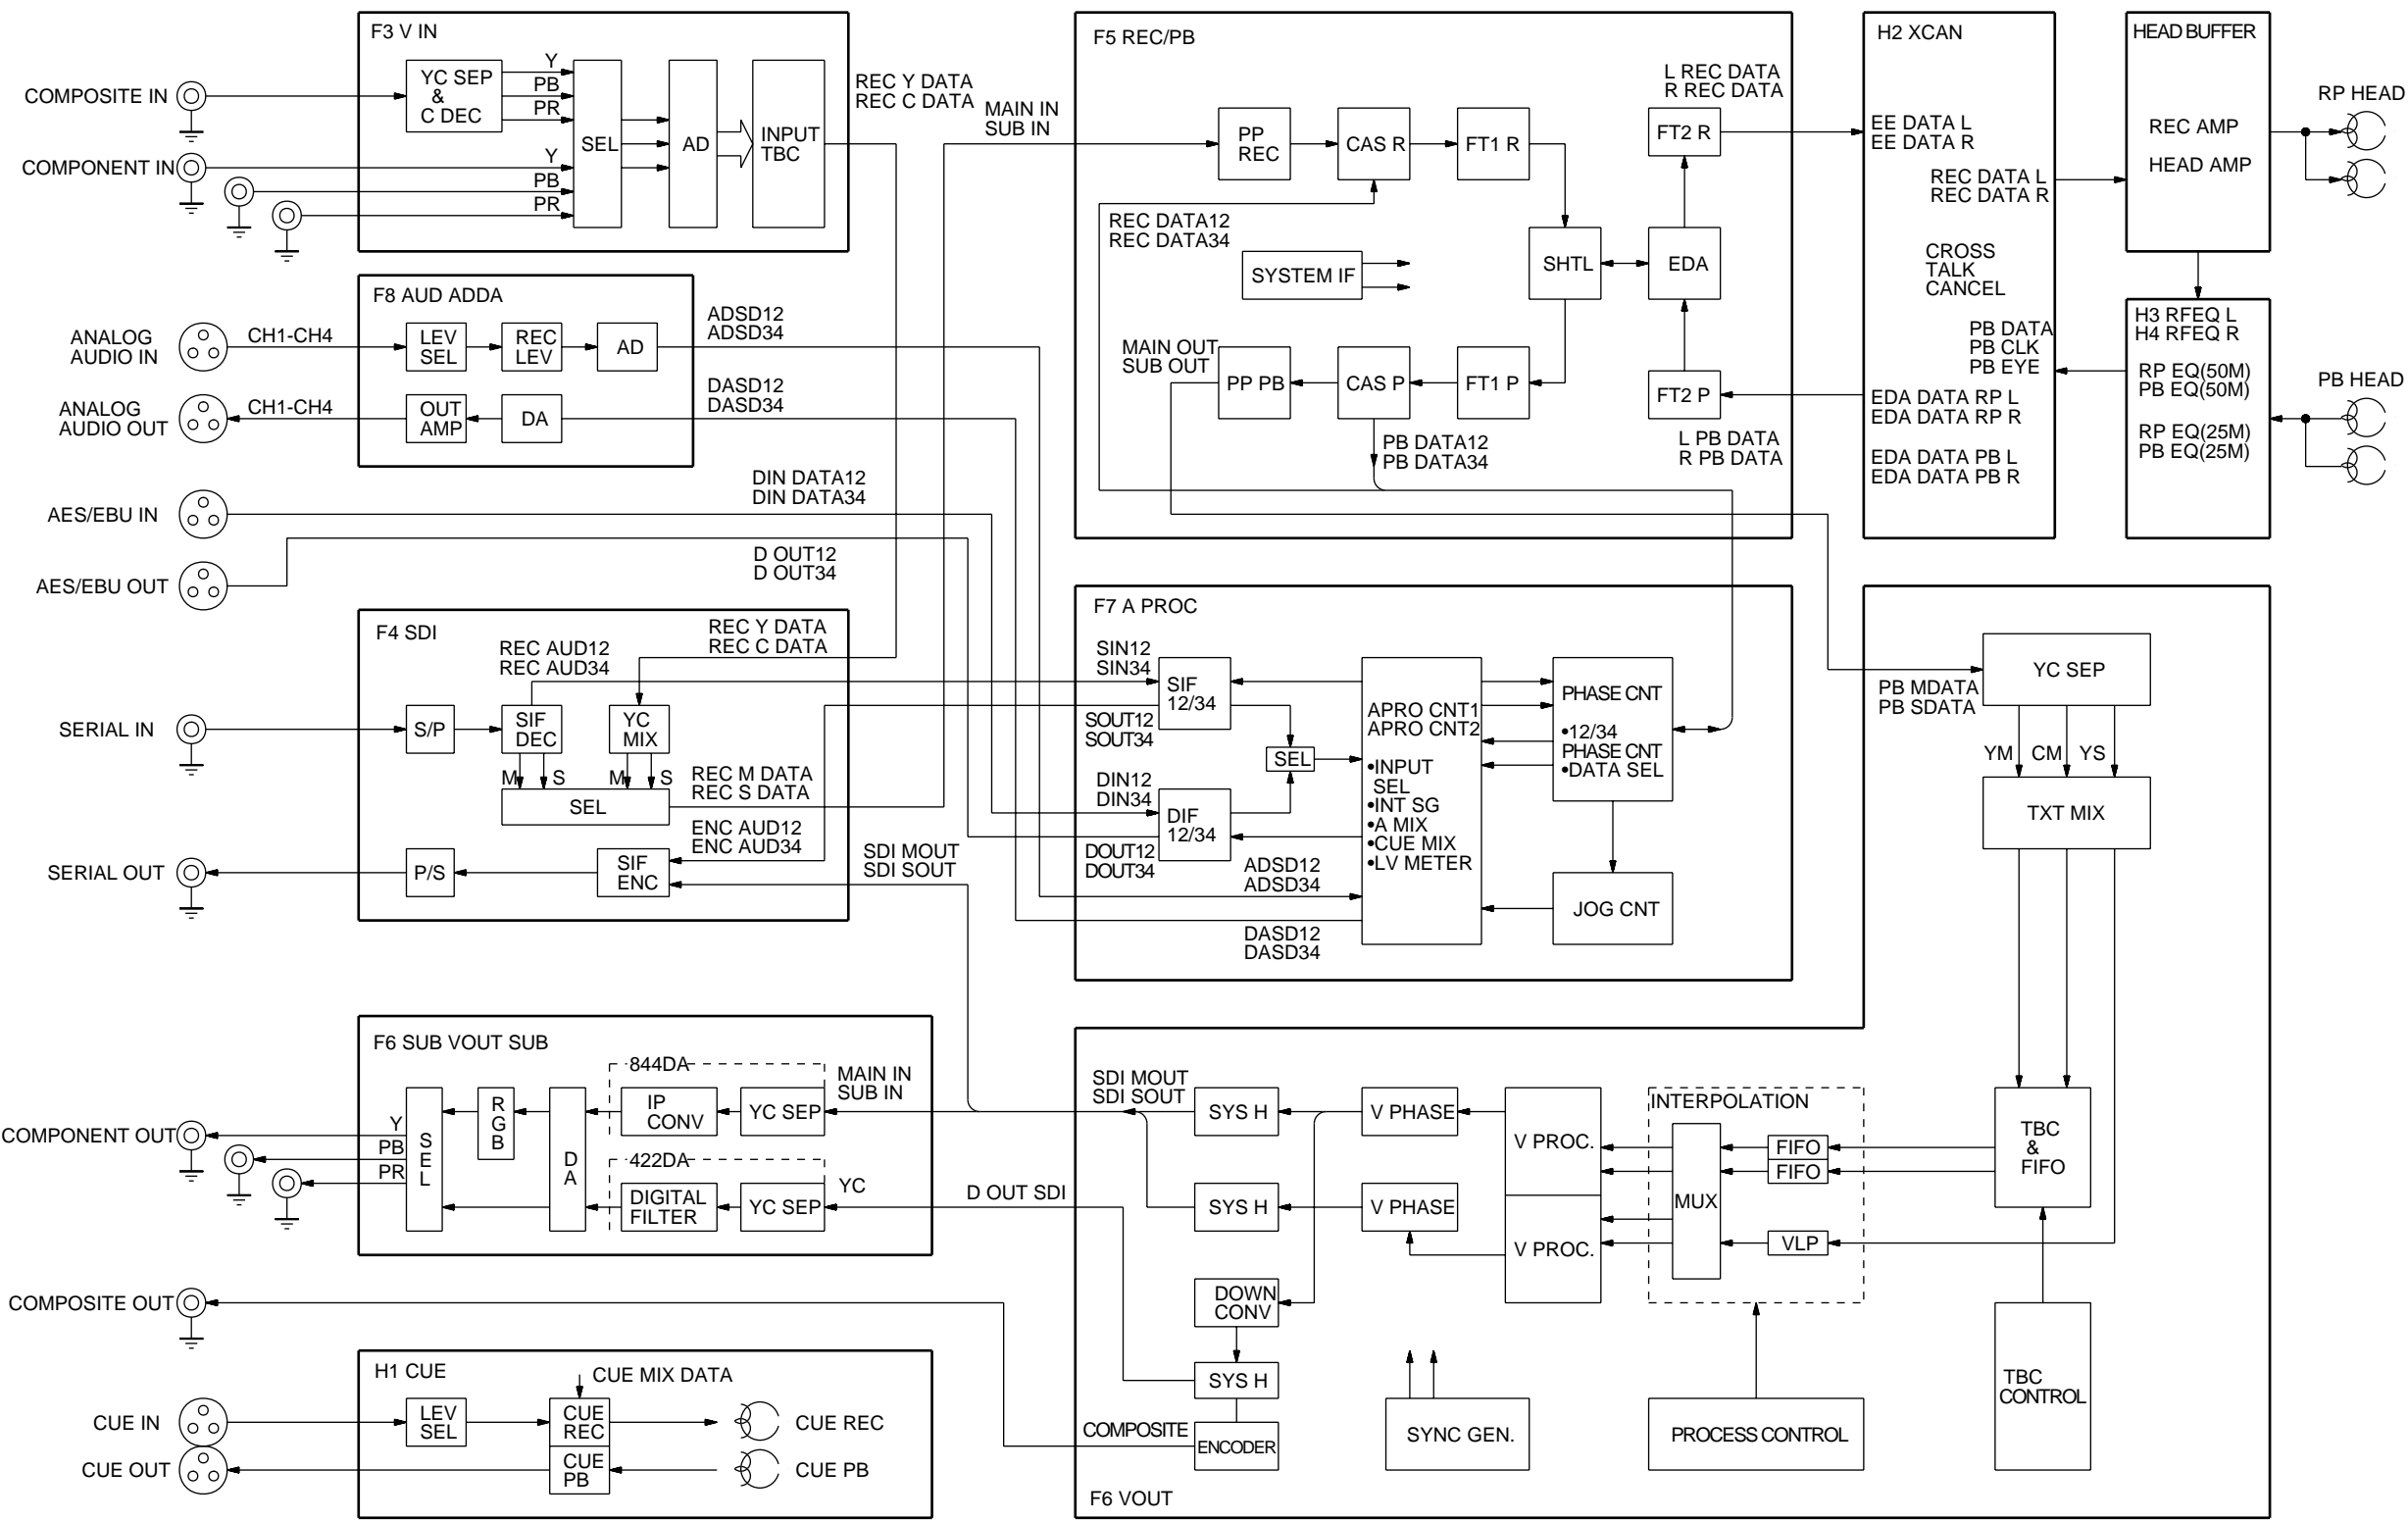 F3 V IN
COMPOSITE IN
YC SEP
&
C DEC
Y
PB
PR
COMPONENT IN
Y
PB
PR
SEL
AD
INPUT
TBC
REC Y DATA
REC C DATA
MAIN IN
SUB IN
F8 AUD ADDA
ANALOG
AUDIO IN
CH1-CH4
LEV
SEL
REC
LEV
AD
ADSD12
ADSD34
ANALOG
AUDIO OUT
CH1-CH4
OUT
AMP
DA
DASD12
DASD34
AES/EBU IN
DIN DATA12
DIN DATA34
AES/EBU OUT
D OUT12
D OUT34
F4 SDI
REC AUD12
REC AUD34
REC Y DATA
REC C DATA
SERIAL IN
S/P
SIF
DEC
YC
MIX
M
S
M
S
SEL
REC M DATA
REC S DATA
ENC AUD12
ENC AUD34
SERIAL OUT
P/S
SIF
ENC
SDI MOUT
SDI SOUT
F6 SUB VOUT SUB
844DA
IP
CONV
YC SEP
MAIN IN
SUB IN
R
G
B
D
A
S
E
L
COMPONENT OUT
Y
PB
PR
422DA
DIGITAL
FILTER
YC SEP
YC
D OUT SDI
COMPOSITE OUT
H1 CUE
CUE MIX DATA
CUE IN
LEV
SEL
CUE
REC
CUE REC
CUE OUT
CUE
PB
CUE PB
F5 REC/PB
PP
REC
CAS R
FT1 R
L REC DATA
R REC DATA
FT2 R
REC DATA12
REC DATA34
SYSTEM IF
SHTL
EDA
MAIN OUT
SUB OUT
PP PB
CAS P
FT1 P
FT2 P
PB DATA12
PB DATA34
L PB DATA
R PB DATA
H2 XCAN
EE DATA L
EE DATA R
REC DATA L
REC DATA R
CROSS
TALK
CANCEL
PB DATA
PB CLK
PB EYE
EDA DATA RP L
EDA DATA RP R
EDA DATA PB L
EDA DATA PB R
HEAD BUFFER
REC AMP
HEAD AMP
RP HEAD
H3 RFEQ L
H4 RFEQ R
RP EQ(50M)
PB EQ(50M)
RP EQ(25M)
PB EQ(25M)
PB HEAD
F7 A PROC
SIN12
SIN34
SIF
12/34
SOUT12
SOUT34
SEL
DIN12
DIN34
DIF
12/34
DOUT12
DOUT34
ADSD12
ADSD34
DASD12
DASD34
APRO CNT1
APRO CNT2
•INPUT
SEL
•INT SG
•A MIX
•CUE MIX
•LV METER
PHASE CNT
•12/34
PHASE CNT
•DATA SEL
JOG CNT
PB MDATA
PB SDATA
YC SEP
YM
CM
YS
TXT MIX
SDI MOUT
SDI SOUT
SYS H
V PHASE
V PROC.
INTERPOLATION
MUX
FIFO
FIFO
VLP
TBC
&
FIFO
SYS H
V PHASE
V PROC.
DOWN
CONV
SYS H
COMPOSITE
ENCODER
SYNC GEN.
PROCESS CONTROL
TBC
CONTROL
F6 VOUT